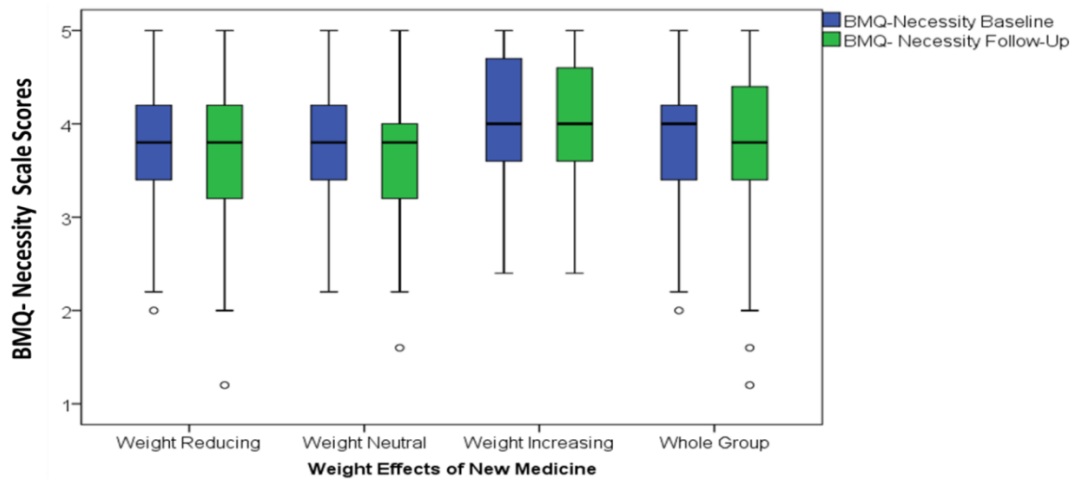 BMQ-Necessity Baseline
BMQ- Necessity Follow-Up
BMQ- Necessity Scale Scores
5
4
3
2
1
Weight Reducing Weight Neutral Weight Increasing Whole Group
Weight Effects of New Medicine